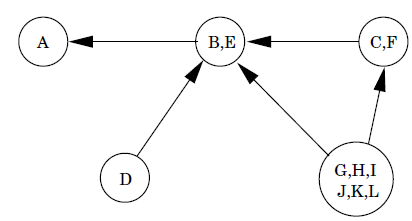 A
B,E
C,F
D
G,H,I
J,K,L